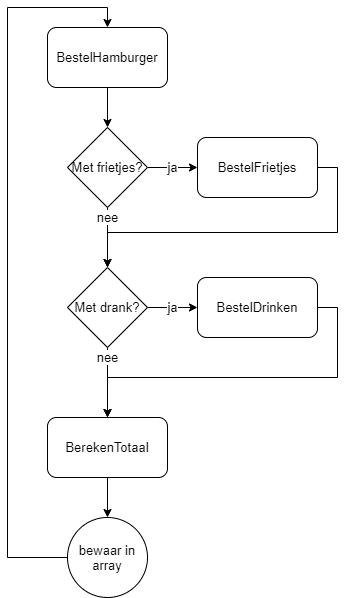 BestelHamburger
Met frietjes?
ja
BestelFrietjes
nee
Met drank?
ja
BestelDrinken
nee
BerekenTotaal
bewaar in
array